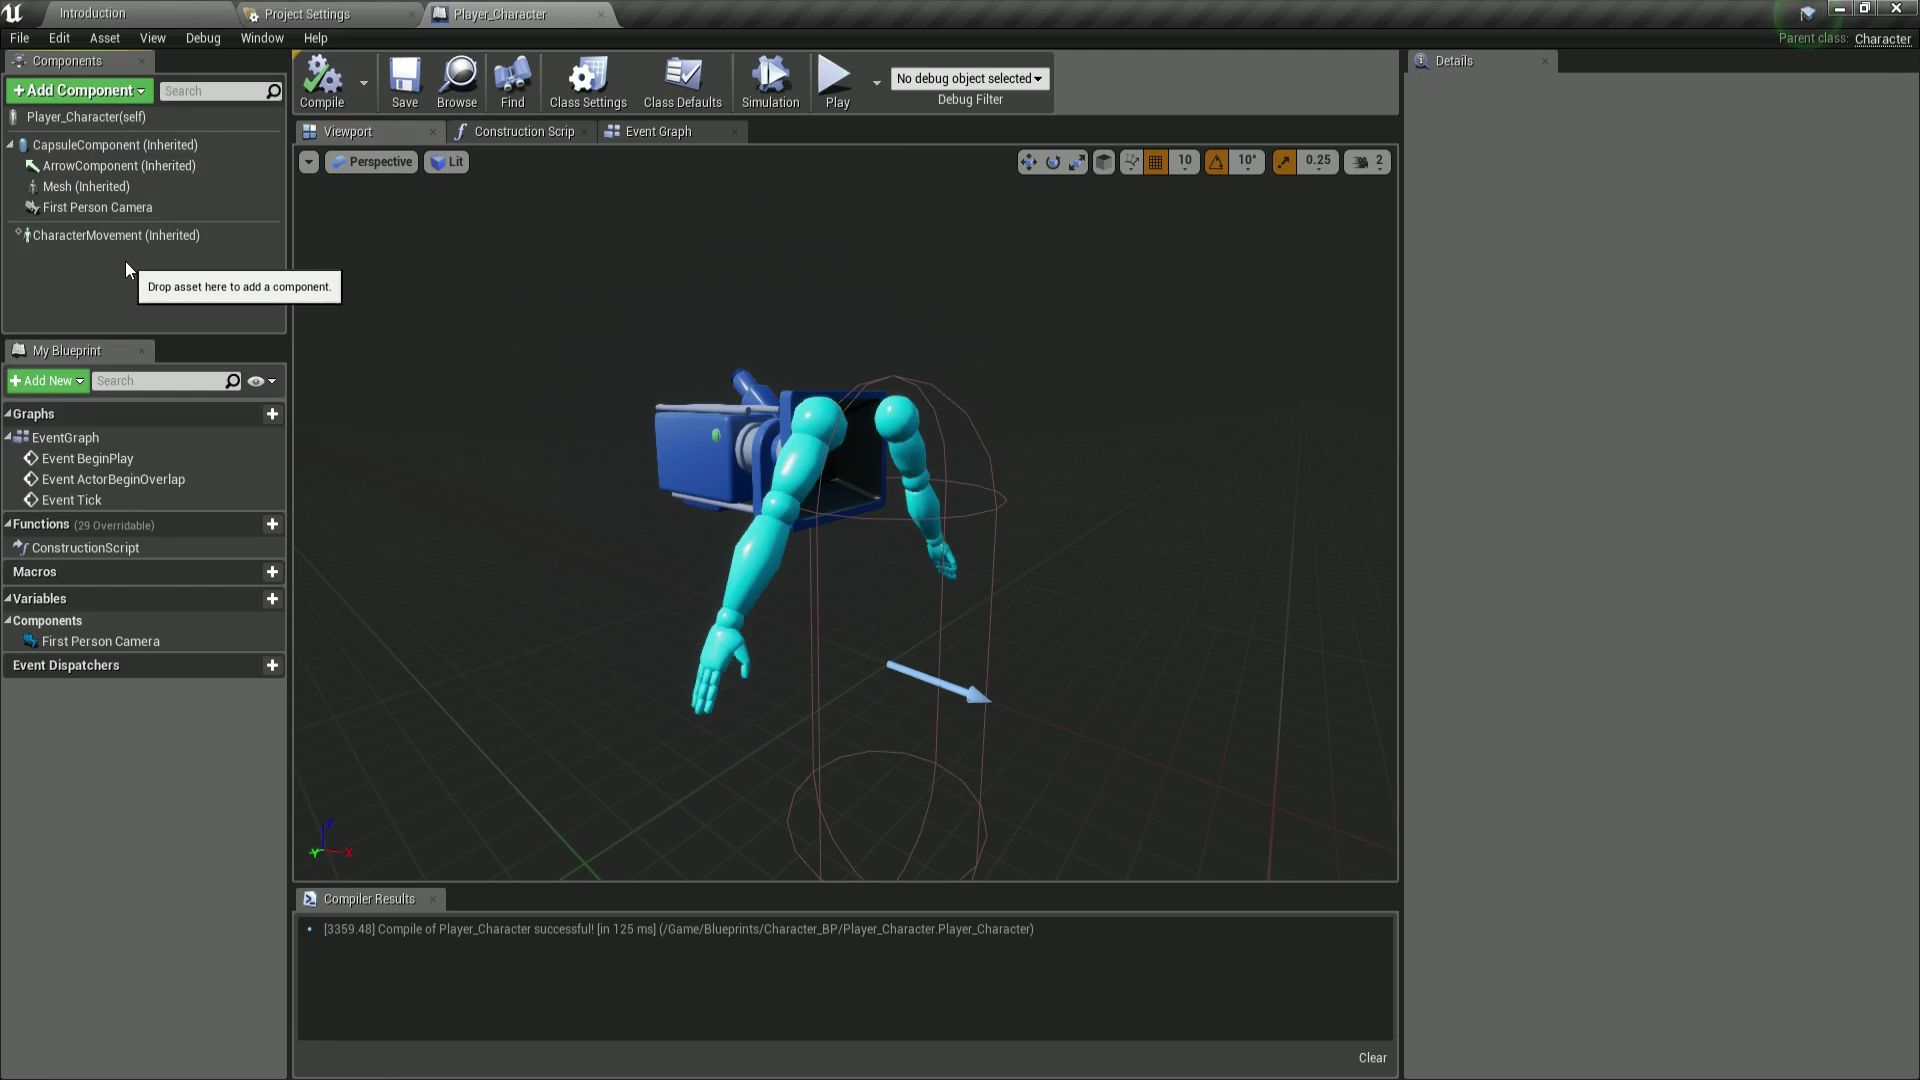 Introduction
Project Settings
Player_Character
File Edit Asset View Debug Window Help
Parent class: Character
Components
+Add Component
Search
Player_Character(self)
CapsuleComponent (Inherited)
ArrowComponent (Inherited)
Mesh (Inherited)
First Person Camera
CharacterMovement (Inherited)
Drop asset here to add a component.
My Blueprint
+Add New
Search
Graphs
EventGraph
Event BeginPlay
Event ActorBeginOverlap
Event Tick
Functions (29 Overridable)
ConstructionScript
Macros
Variables
Components
First Person Camera
Event Dispatchers
Compile
Save
Browse
Find
Class Settings
Class Defaults
Simulation
Play
No debug object selected
Debug Filter
Viewport
Construction Scrip
Event Graph
Perspective
Lit
10
10°
0.25
2
Z
Y
X
Compiler Results
[3359.48] Compile of Player_Character successful! [in 125 ms] (/Game/Blueprints/Character_BP/Player_Character.Player_Character)
Clear
Details